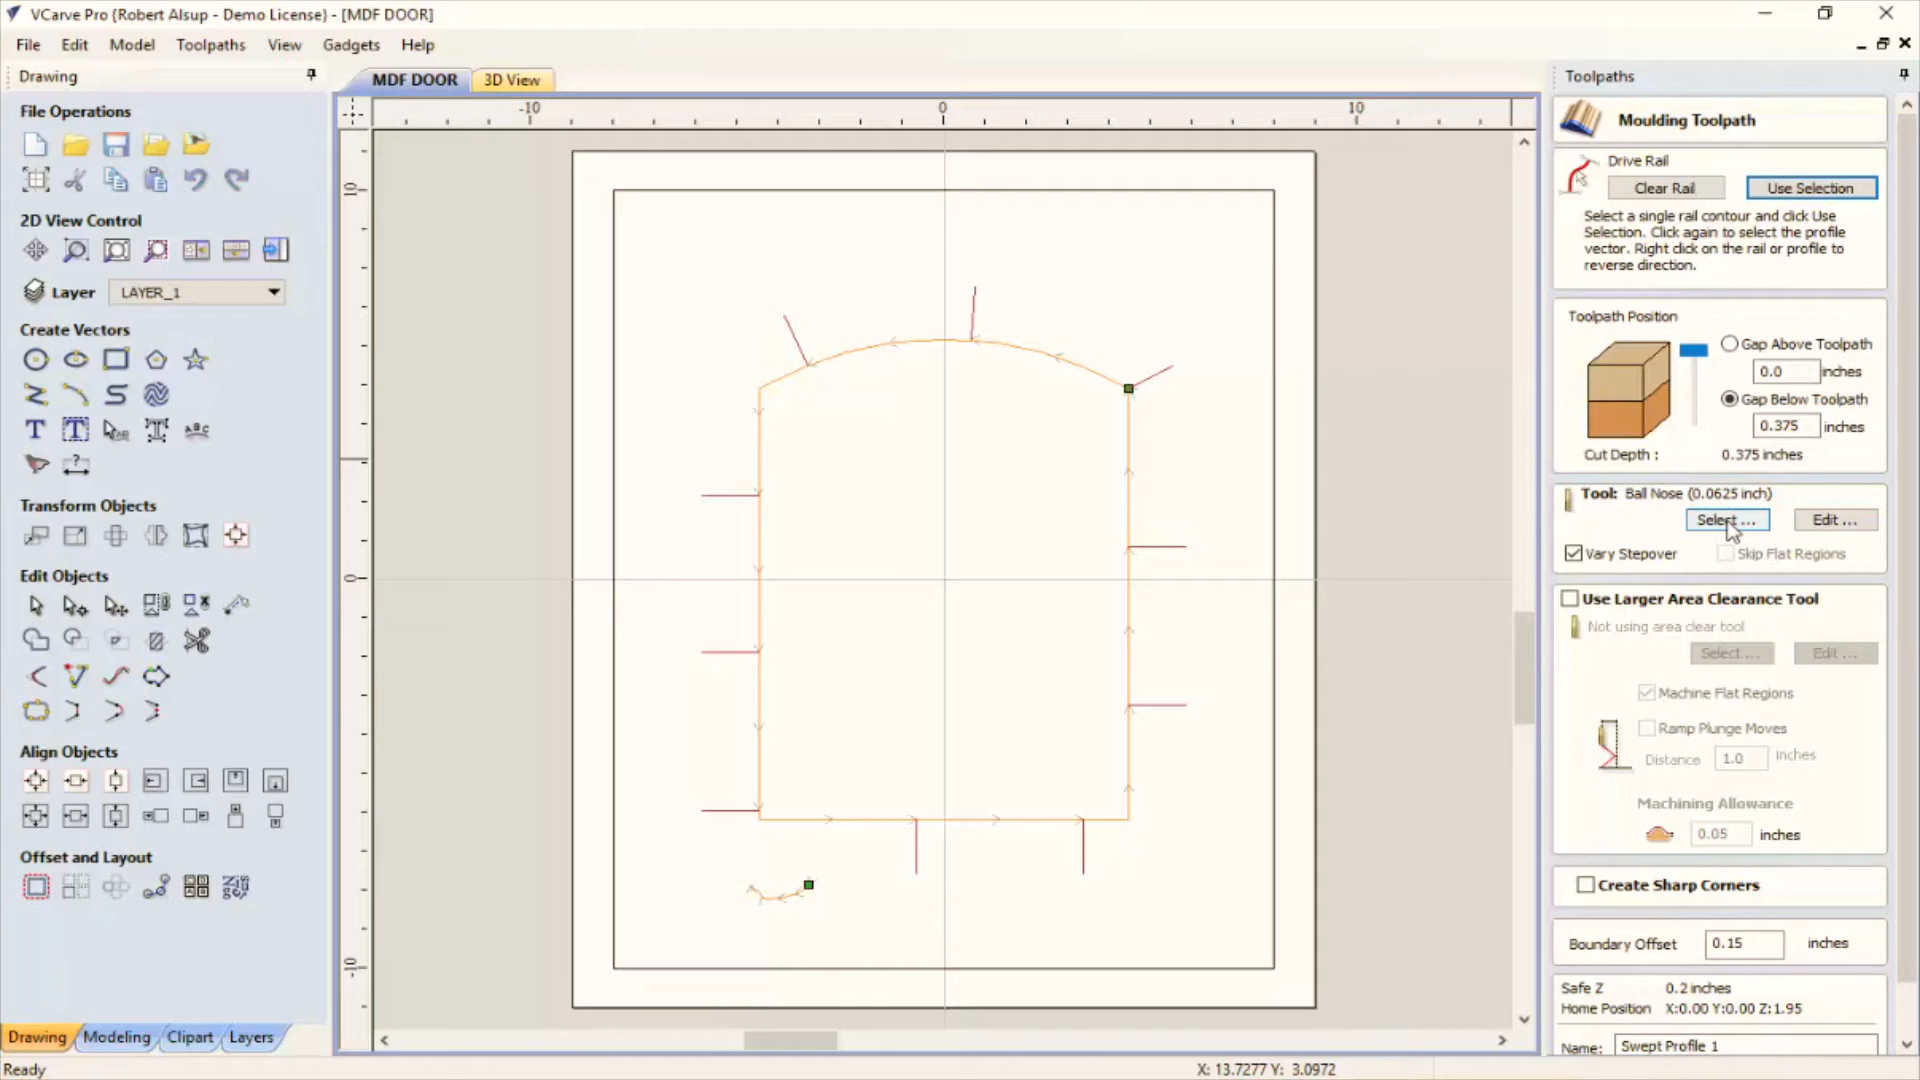 VCarve Pro {Robert Alsup - Demo License} - [MDF DOOR]
File Edit Model Toolpaths View Gadgets Help
Drawing
File Operations
2D View Control
Layer LAYER_1
Create Vectors
Transform Objects
Edit Objects
Align Objects
Offset and Layout
Drawing Modeling Clipart Layers
Ready
MDF DOOR 3D View
-10 0 10
10
0
-10
X: 13.7277 Y: 3.0972
Toolpaths
Moulding Toolpath
Drive Rail
Clear Rail Use Selection
Select a single rail contour and click Use
Selection. Click again to select the profile
vector. Right click on the rail or profile to
reverse direction.
Toolpath Position
Gap Above Toolpath
0.0 inches
Gap Below Toolpath
0.375 inches
Cut Depth : 0.375 inches
Tool: Ball Nose (0.0625 inch)
Select ... Edit ...
Vary Stepover Skip Flat Regions
Use Larger Area Clearance Tool
Not using area clear tool
Select ... Edit ...
Machine Flat Regions
Ramp Plunge Moves
Distance 1.0 inches
Machining Allowance
0.05 inches
Create Sharp Corners
Boundary Offset 0.15 inches
Safe Z 0.2 inches
Home Position X:0.00 Y:0.00 Z:1.95
Name: Swept Profile 1